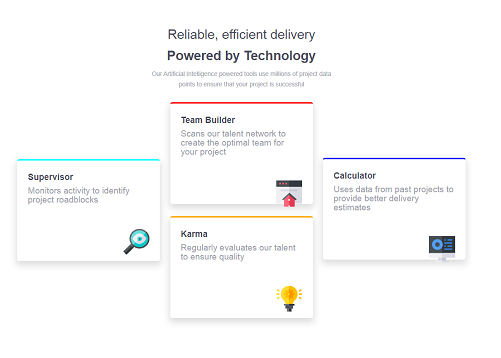 Reliable, efficient delivery
Powered by Technology
Our Artificial Intelligence powered tools use millions of project data
points to ensure that your project is successful
Supervisor
Monitors activity to identify
project roadblocks
Team Builder
Scans our talent network to
create the optimal team for
your project
Karma
Regularly evaluates our talent
to ensure quality
Calculator
Uses data from past projects to
provide better delivery
estimates